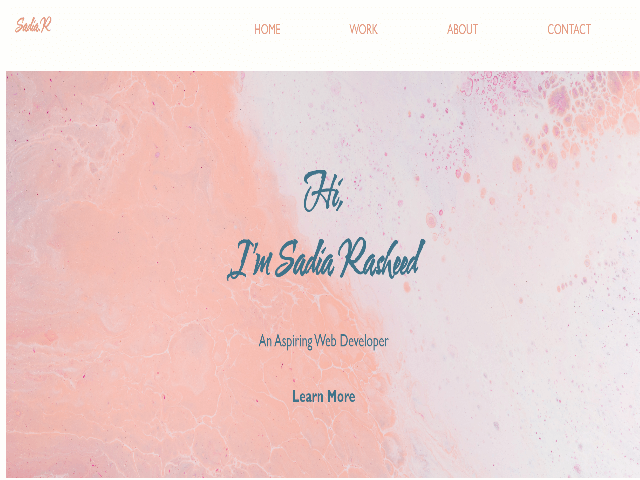 Sadia.R
HOME WORK ABOUT CONTACT
Hi,
I'm Sadia Rasheed
An Aspiring Web Developer
Learn More